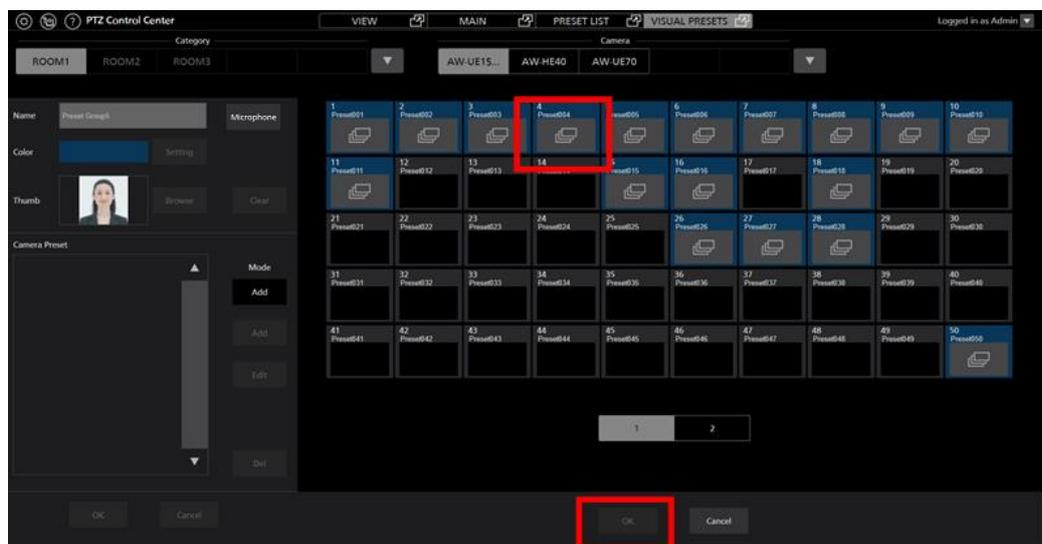 PTZ Control Center
VIEW
MAIN
PRESET LIST
VISUAL PRESETS
Logged in as Admin
Category
Camera
ROOM1
ROOM2
ROOM3
AW-UE15...
AW-HE40
AW-UE70
Name
Preset Group6
Microphone
Color
Setting
Thumb
Browse
Clear
Camera Preset
Mode
Add
Add
Edit
Del
OK
Cancel
1 2 3 4 6 7 8 9 10
Preset001 Preset002 Preset003 Preset004 Preset005 Preset006 Preset007 Preset008 Preset009 Preset010
11 12 13 14 16 17 18 19 20
Preset011 Preset012 Preset013 Preset015 Preset016 Preset017 Preset018 Preset019 Preset020
21 22 23 24 25 26 27 28 29 30
Preset021 Preset022 Preset023 Preset024 Preset025 Preset026 Preset027 Preset028 Preset029 Preset030
31 32 33 34 35 36 37 38 39 40
Preset031 Preset032 Preset033 Preset034 Preset035 Preset036 Preset037 Preset038 Preset039 Preset040
41 42 43 44 45 46 47 48 49 50
Preset041 Preset042 Preset043 Preset044 Preset045 Preset046 Preset047 Preset048 Preset049 Preset050
1
2
OK
Cancel